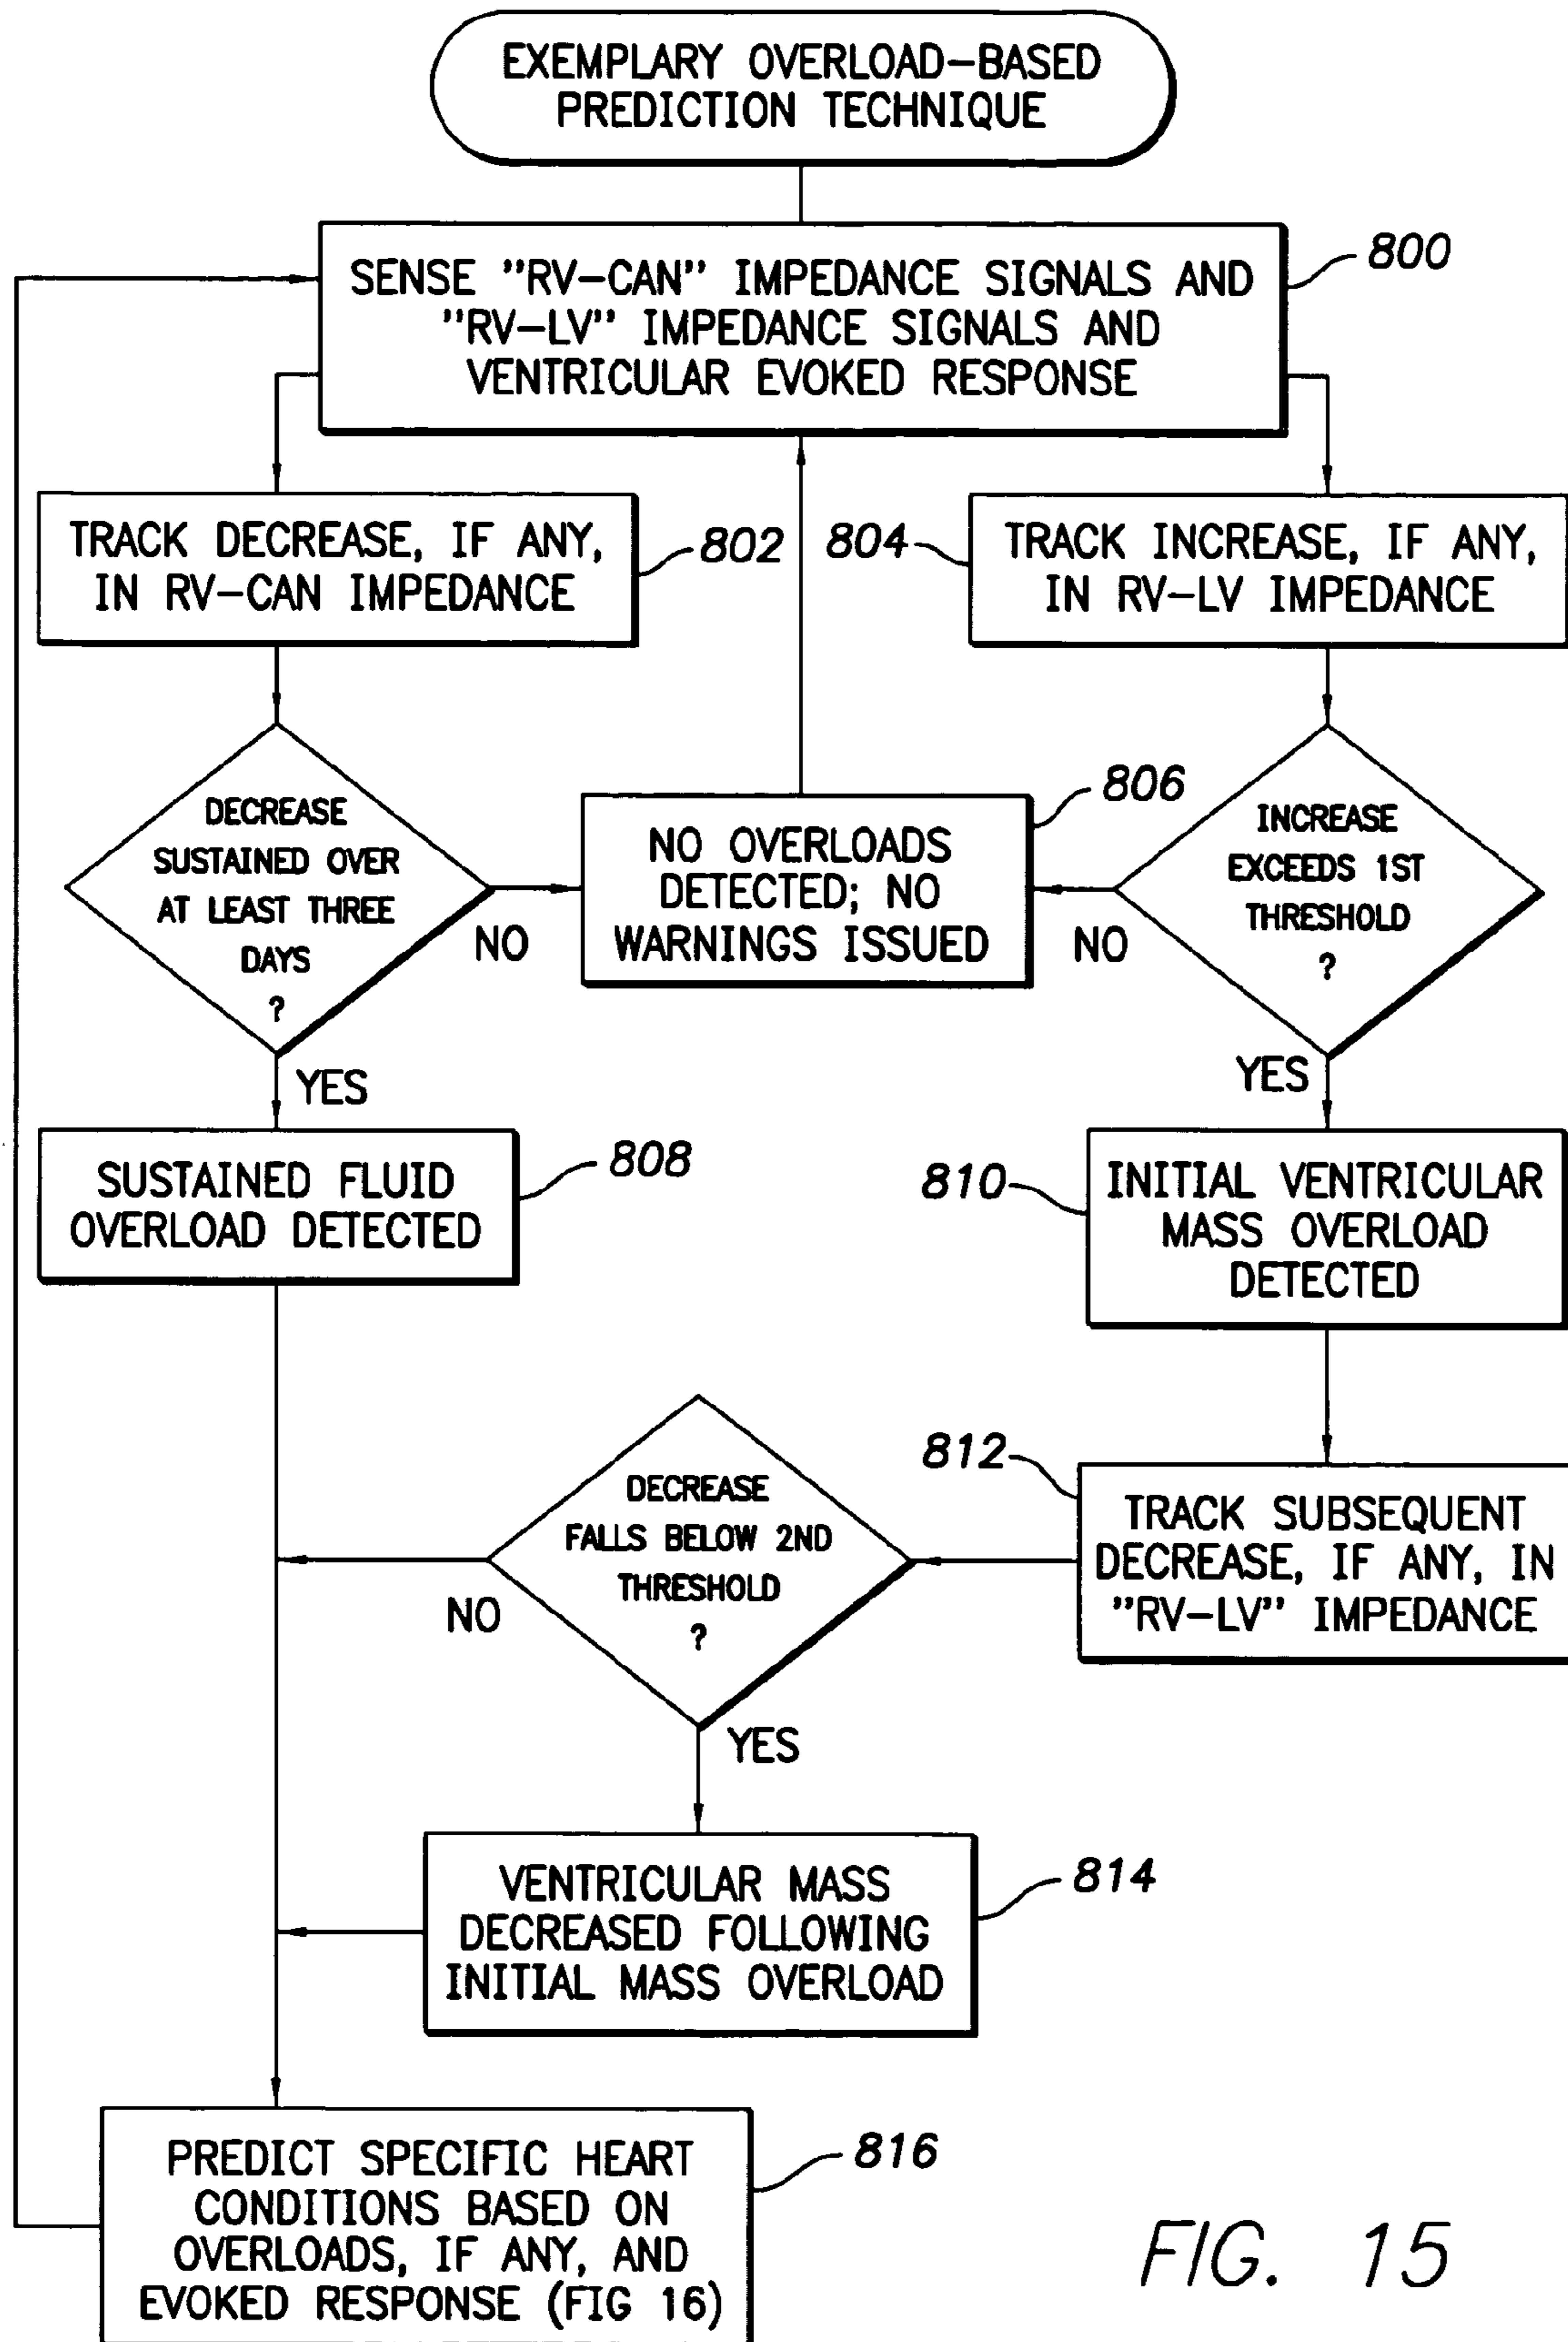 EXEMPLARY OVERLOAD-BASED
PREDICTION TECHNIQUE
800
SENSE "RV-CAN" IMPEDANCE SIGNALS AND
"RV-LV" IMPEDANCE SIGNALS AND
VENTRICULAR EVOKED RESPONSE
TRACK DECREASE, IF ANY,
IN RV-CAN IMPEDANCE
802
804
TRACK INCREASE, IF ANY,
IN RV-LV IMPEDANCE
DECREASE
SUSTAINED OVER
AT LEAST THREE
DAYS
?
NO
806
NO OVERLOADS
DETECTED; NO
WARNINGS ISSUED
INCREASE
EXCEEDS 1ST
THRESHOLD
?
NO
YES
YES
SUSTAINED FLUID
OVERLOAD DETECTED
808
810
INITIAL VENTRICULAR
MASS OVERLOAD
DETECTED
812
TRACK SUBSEQUENT
DECREASE, IF ANY, IN
"RV-LV" IMPEDANCE
DECREASE
FALLS BELOW 2ND
THRESHOLD
?
NO
YES
VENTRICULAR MASS
DECREASED FOLLOWING
INITIAL MASS OVERLOAD
814
PREDICT SPECIFIC HEART
CONDITIONS BASED ON
OVERLOADS, IF ANY, AND
EVOKED RESPONSE (FIG 16)
816
FIG. 15